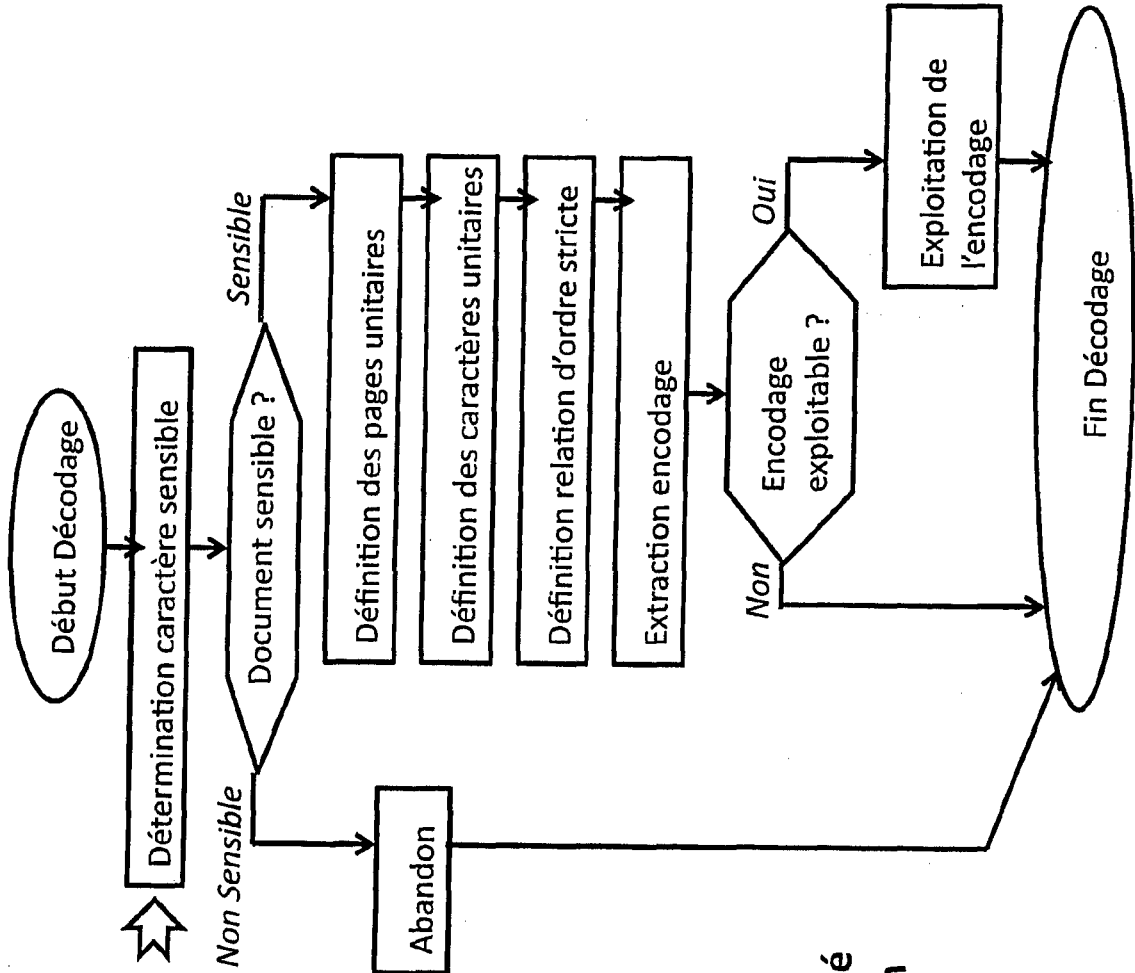 Début Décodage
Détermination caractère sensible
Document sensible ?
Non Sensible
Sensible
Abandon
Définition des pages unitaires
Définition des caractères unitaires
Définition relation d'ordre stricte
Extraction encodage
Encodage
exploitable ?
Non
Oui
Exploitation de
l'encodage
Fin Décodage
é